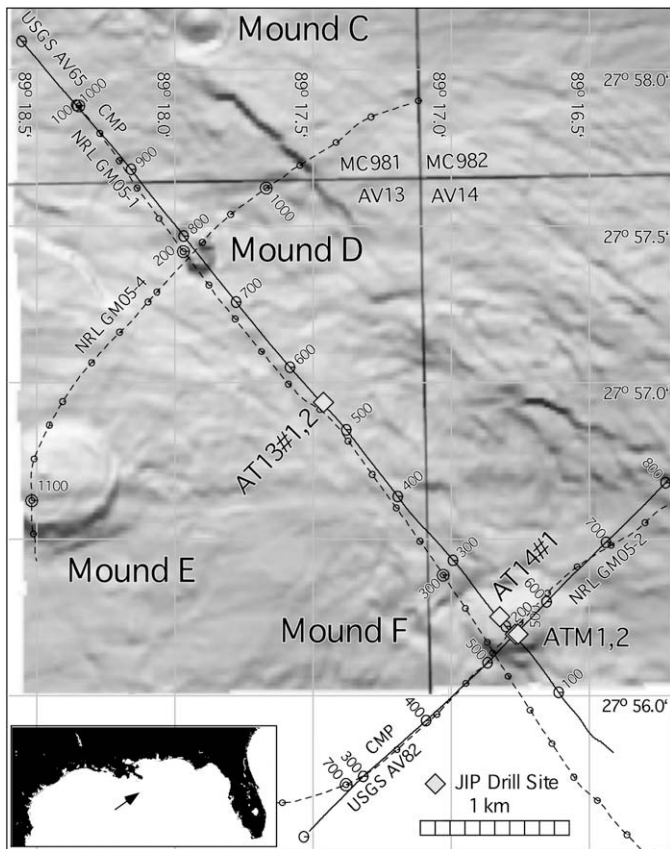 Mound C
USGS AV65
CMP
NRL GM05-1
89° 18.5'
89° 18.0'
89° 17.5'
89° 17.0'
89° 16.5'
27° 58.0'
1000
1000
900
MC981
MC982
AV13
AV14
1000
800
200
27° 57.5'
Mound D
NRL GM05-4
700
600
27° 57.0'
AT13#1,2
500
400
800
1100
700
300
Mound E
AT14#1
NRL GM05-2
300
600
200
Mound F
ATM1,2
500
100
27° 56.0'
400
CMP
USGS AV82
300
700
JIP Drill Site
1 km